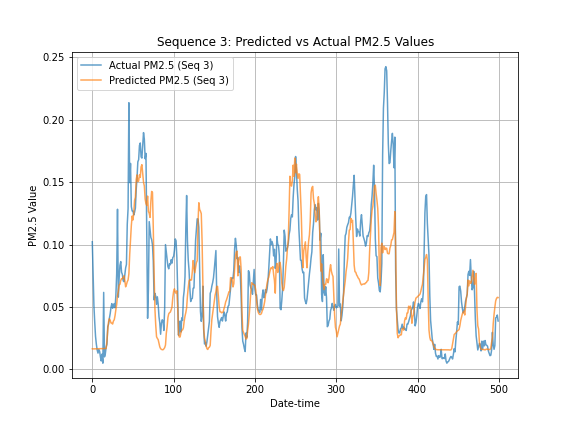 Sequence 3: Predicted vs Actual PM2.5 Values
Actual PM2.5 (Seq 3)
Predicted PM2.5 (Seq 3)
PM2.5 Value
0.25
0.20
0.15
0.10
0.05
0.00
0 100 200 300 400 500
Date-time